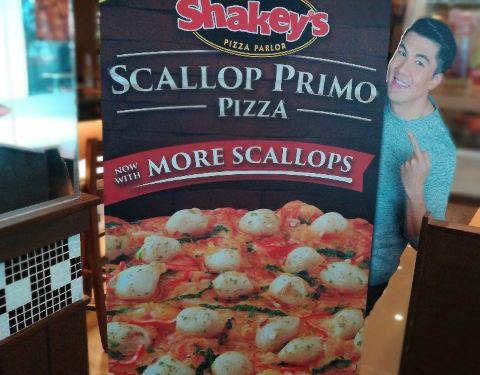 Shakey's
PIZZA PARLOR
SCALLOP PRIMO
PIZZA
NOW WITH MORE SCALLOPS